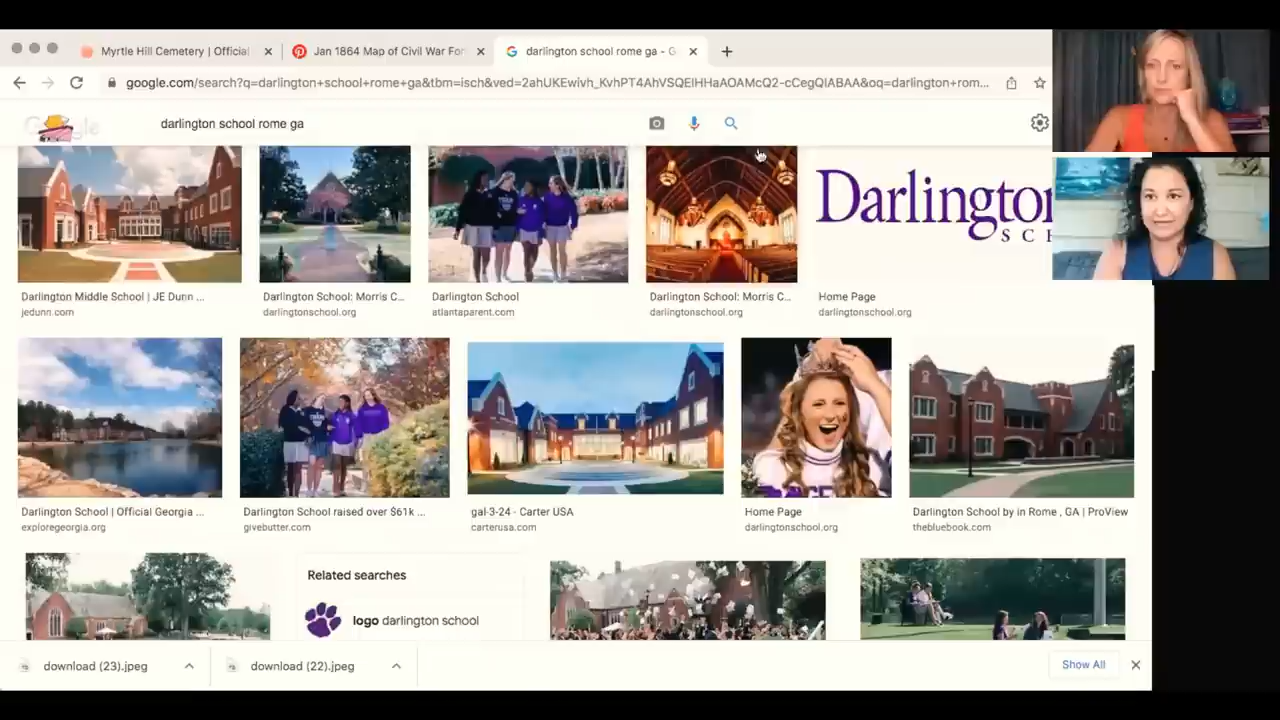 Myrtle Hill Cemetery | Official
Jan 1864 Map of Civil War For
darlington school rome ga - G
google.com/search?q=darlington+school+rome+ga&tbm=isch&ved=2ahUKEwivh_KvhPT4AhVSQElHHaAOAMcQ2-cCegQIABAA&oq=darlington+rom...
Google
darlington school rome ga
Darlington
SCH
Darlington Middle School | JE Dunn ...
jedunn.com
Darlington School: Morris C...
darlingtonschool.org
Darlington School
atlantaparent.com
Darlington School: Morris C...
darlingtonschool.org
Home Page
darlingtonschool.org
Darlington School | Official Georgia ...
exploregeorgia.org
Darlington School raised over $61k ...
givebutter.com
gal-3-24 - Carter USA
carterusa.com
Home Page
darlingtonschool.org
Darlington School by in Rome , GA | ProView
thebluebook.com
Related searches
logo darlington school
download (23).jpeg
download (22).jpeg
Show All